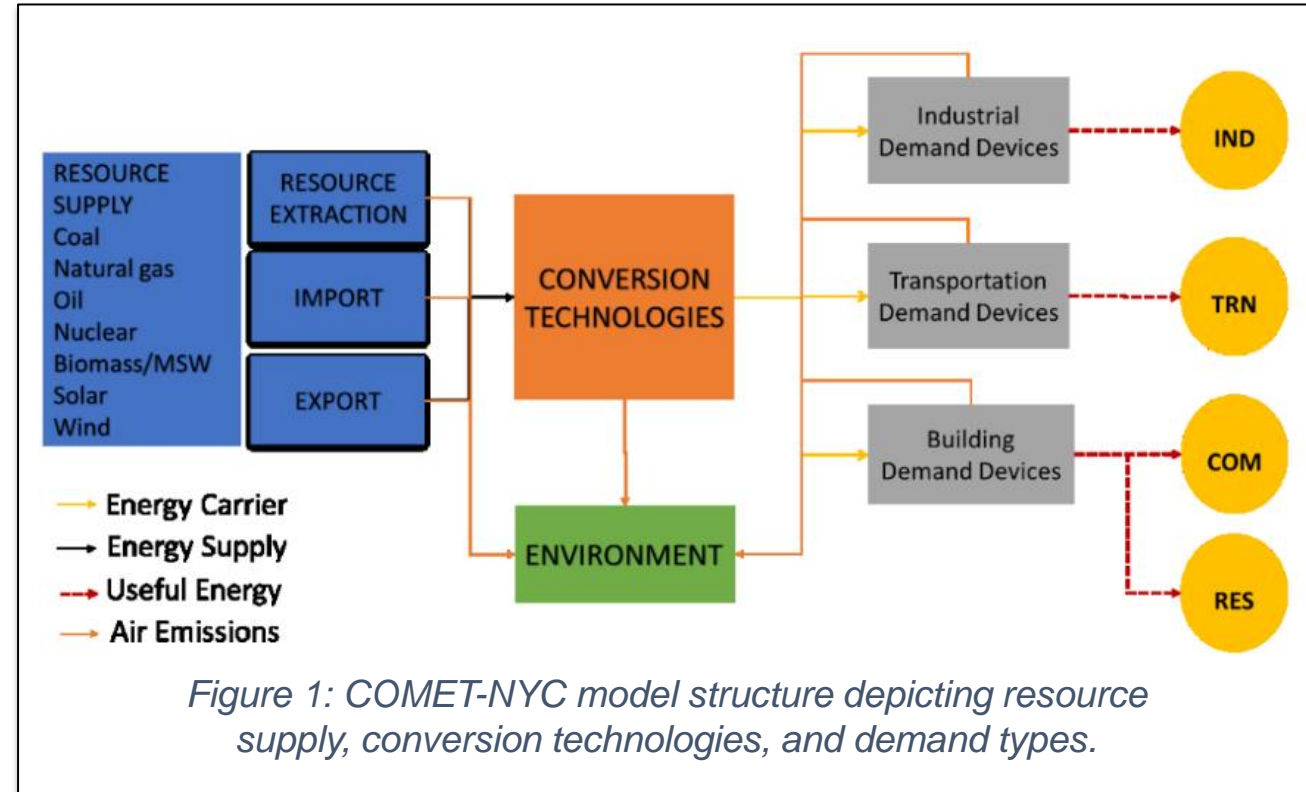 RESOURCE
SUPPLY
Coal
Natural gas
Oil
Nuclear
Biomass/MSW
Solar
Wind
RESOURCE
EXTRACTION
IMPORT
EXPORT
CONVERSION
TECHNOLOGIES
ENVIRONMENT
Industrial
Demand Devices
Transportation
Demand Devices
Building
Demand Devices
IND
TRN
COM
RES
Energy Carrier
Energy Supply
Useful Energy
Air Emissions
Figure 1: COMET-NYC model structure depicting resource
supply, conversion technologies, and demand types.